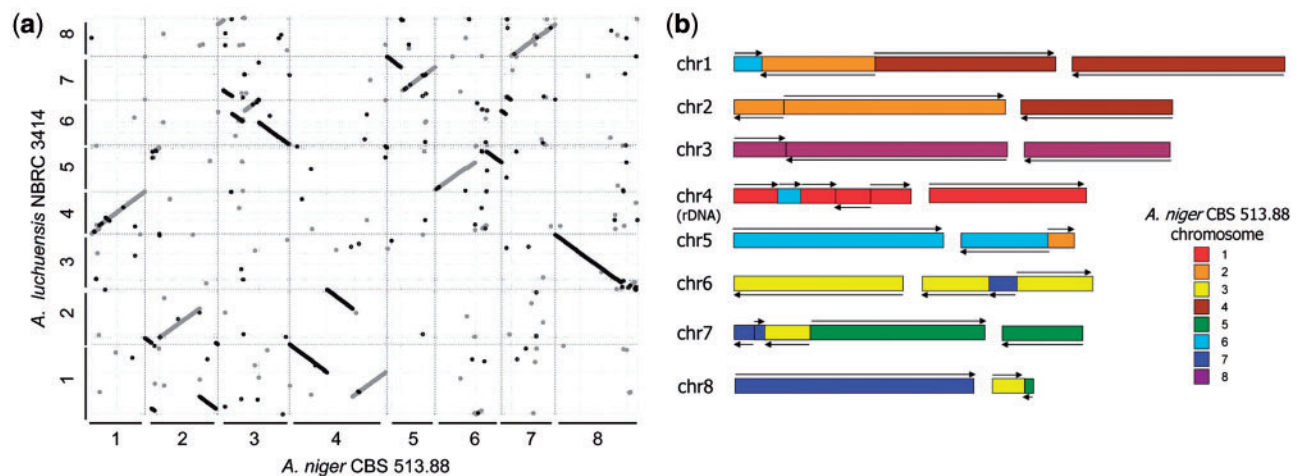 (a)
8
7
6
5
4
3
2
1
A. luchuensis NBRC 3414
1 2 3 4 5 6 7 8
A. niger CBS 513.88
(b)
chr1
chr2
chr3
chr4
(rDNA)
chr5
chr6
chr7
chr8
A. niger CBS 513.88
chromosome
1
2
3
4
5
6
7
8